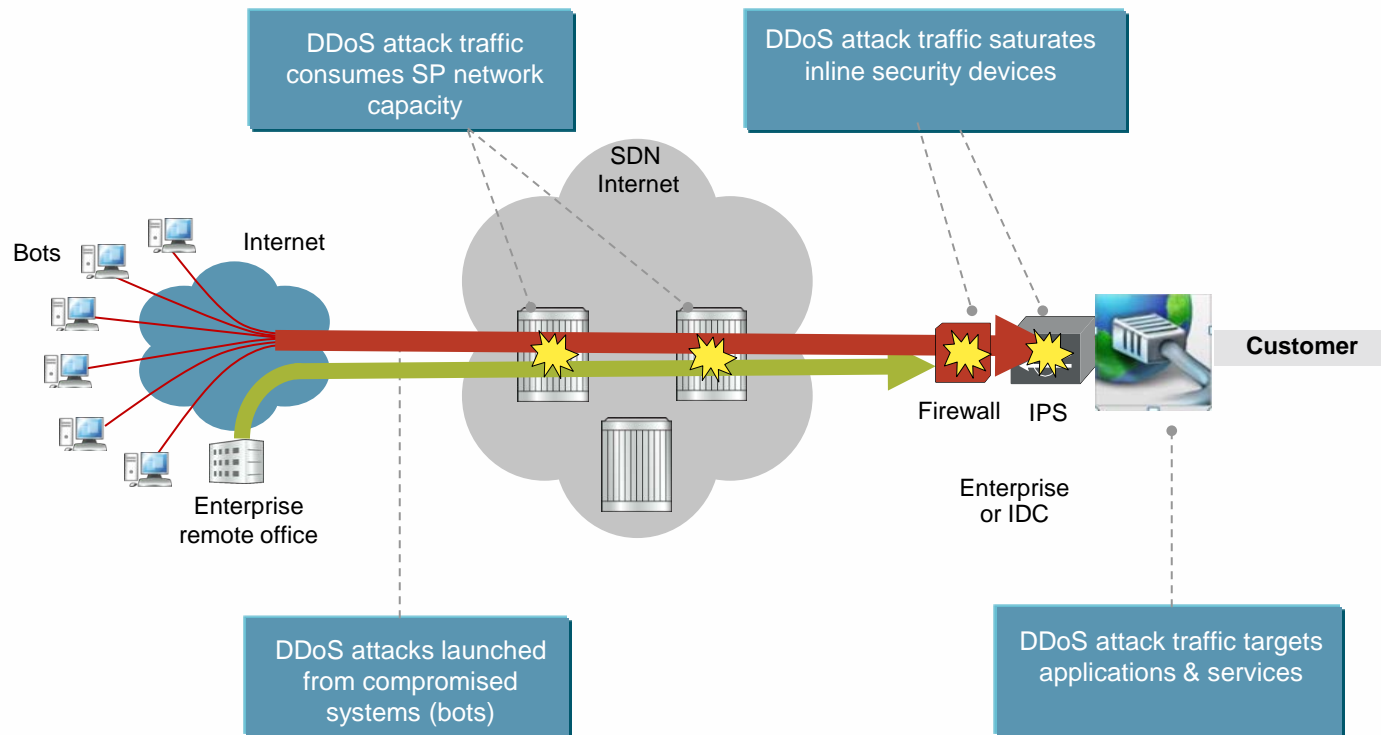 DDoS attack traffic
consumes SP network
capacity
DDoS attack traffic saturates
inline security devices
SDN
Internet
Bots
Internet
Customer
Firewall
IPS
Enterprise
remote office
Enterprise
or IDC
DDoS attacks launched
from compromised
systems (bots)
DDoS attack traffic targets
applications & services